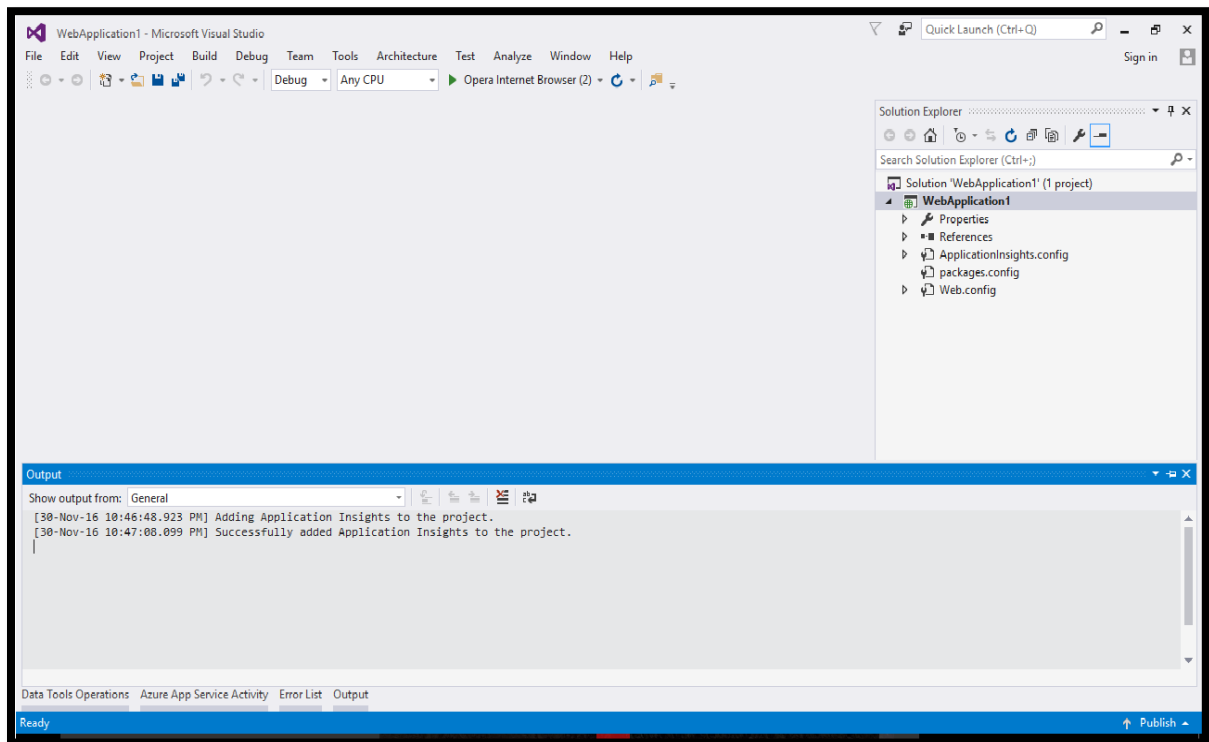 WebApplication1 - Microsoft Visual Studio
Quick Launch (Ctrl+Q)
File Edit View Project Build Debug Team Tools Architecture Test Analyze Window Help
Sign in
Debug Any CPU Opera Internet Browser (2)
Solution Explorer
Search Solution Explorer (Ctrl+;)
Solution 'WebApplication1' (1 project)
WebApplication1
Properties
References
ApplicationInsights.config
packages.config
Web.config
Output
Show output from: General
[30-Nov-16 10:46:48.923 PM] Adding Application Insights to the project.
[30-Nov-16 10:47:08.099 PM] Successfully added Application Insights to the project.
Data Tools Operations Azure App Service Activity Error List Output
Ready
Publish